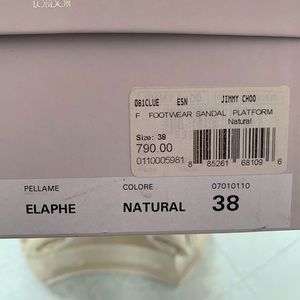 LONDON
D81CLUE ESN JIMMY CHOO
F FOOTWEAR SANDAL PLATFORM
Natural
Size: 38
790.00
0110005981
8 85261 68109 6
PELLAME COLORE 07010110
ELAPHE NATURAL 38